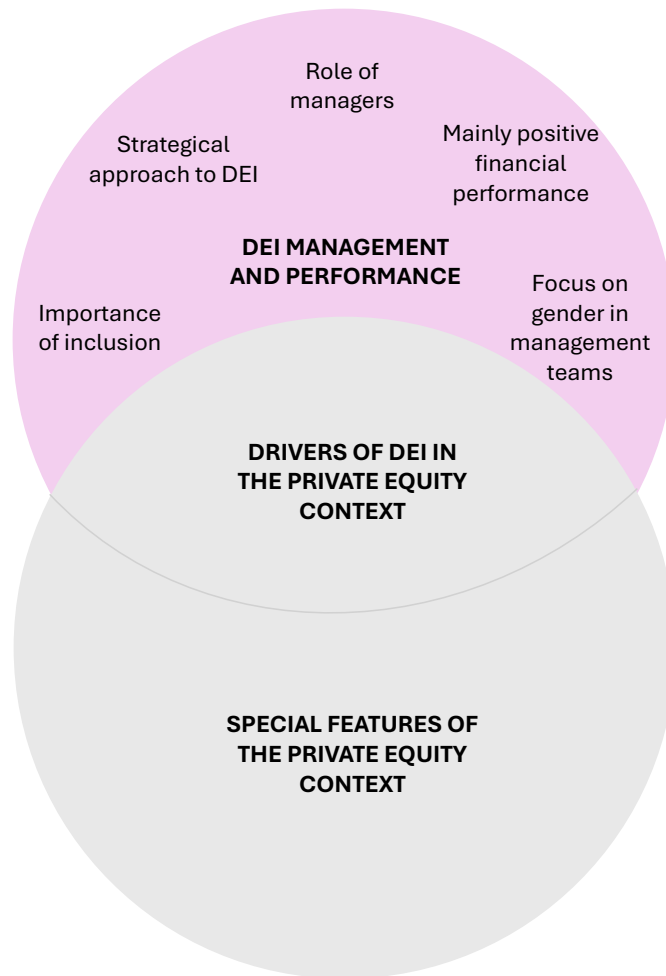 Role of
managers
Strategical
approach to DEI
Mainly positive
financial
performance
DEI MANAGEMENT
AND PERFORMANCE
Importance
of inclusion
Focus on
gender in
management
teams
DRIVERS OF DEI IN
THE PRIVATE EQUITY
CONTEXT
SPECIAL FEATURES OF
THE PRIVATE EQUITY
CONTEXT